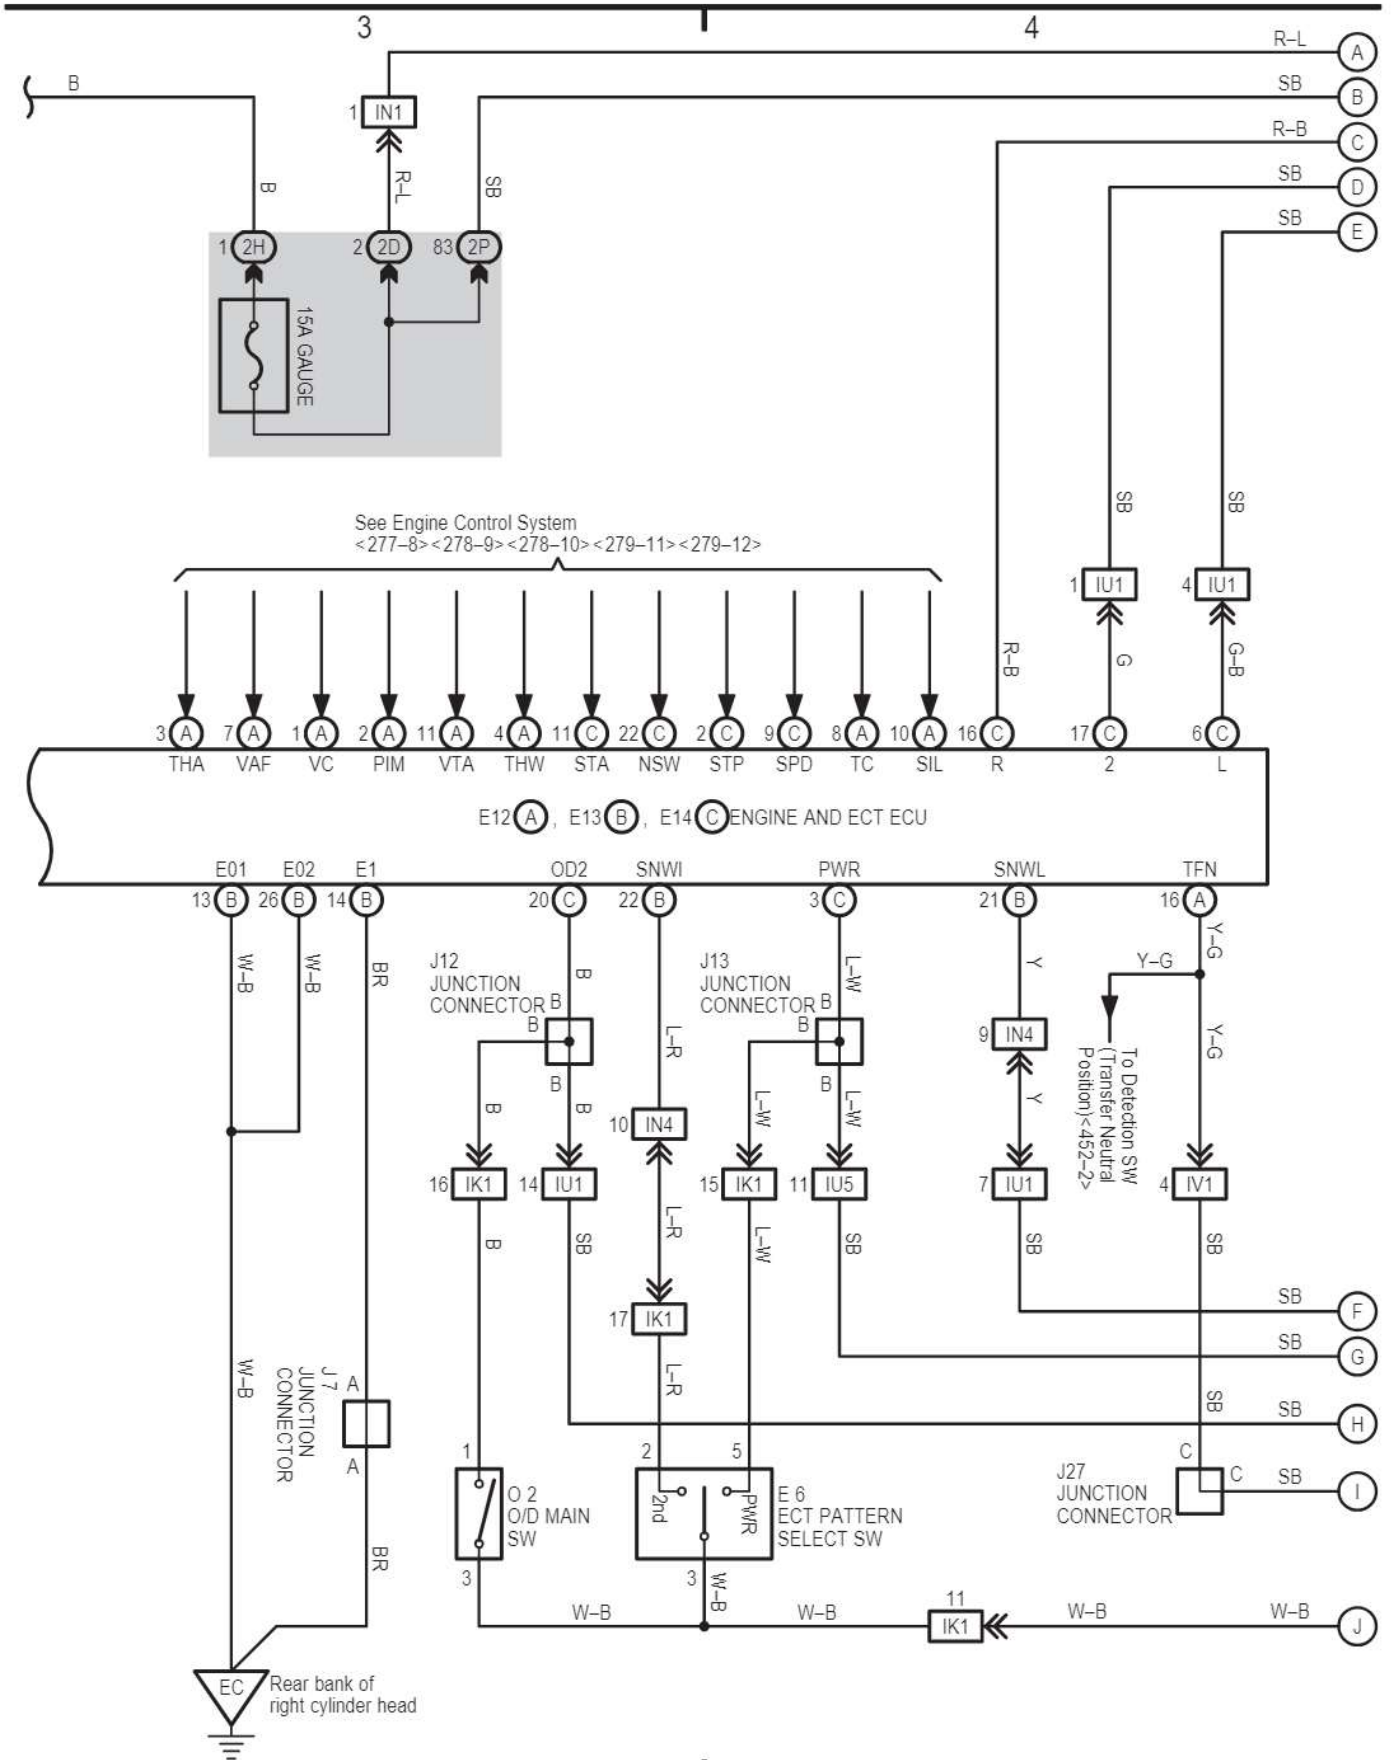 3
4
R–L
A
B
SB
B
1
IN1
R–B
C
R–L
SB
B
SB
D
SB
E
1
2H
2
2D
83
2P
15A GAUGE
See Engine Control System
<277–8><278–9><278–10><279–11><279–12>
SB
SB
1
IU1
4
IU1
R–B
G
G–B
3
A
7
A
1
A
2
A
11
A
4
A
11
C
22
C
2
C
9
C
8
A
10
A
16
C
17
C
6
C
THA
VAF
VC
PIM
VTA
THW
STA
NSW
STP
SPD
TC
SIL
R
2
L
E12 A , E13 B , E14 C ENGINE AND ECT ECU
E01
E02
E1
OD2
SNWI
PWR
SNWL
TFN
13
B
26
B
14
B
20
C
22
B
3
C
21
B
16
A
W–B
W–B
BR
J12
JUNCTION
CONNECTOR
B
B
B
B
L–R
J13
JUNCTION
CONNECTOR
L–W
B
B
B
Y
Y–G
Y–G
Y–G
9
IN4
To Detection SW
(Transfer Neutral
Position)<452–2>
B
B
10
IN4
L–W
L–W
Y
16
IK1
14
IU1
15
IK1
11
IU5
7
IU1
4
IV1
B
SB
L–R
L–W
SB
SB
SB
17
IK1
SB
F
SB
G
W–B
J 7
JUNCTION
CONNECTOR
A
A
L–R
SB
SB
H
1
2
5
C
C
SB
I
O 2
O/D MAIN
SW
2nd
PWR
E 6
ECT PATTERN
SELECT SW
J27
JUNCTION
CONNECTOR
BR
3
3
W–B
W–B
W–B
11
IK1
W–B
W–B
J
EC
Rear bank of
right cylinder head